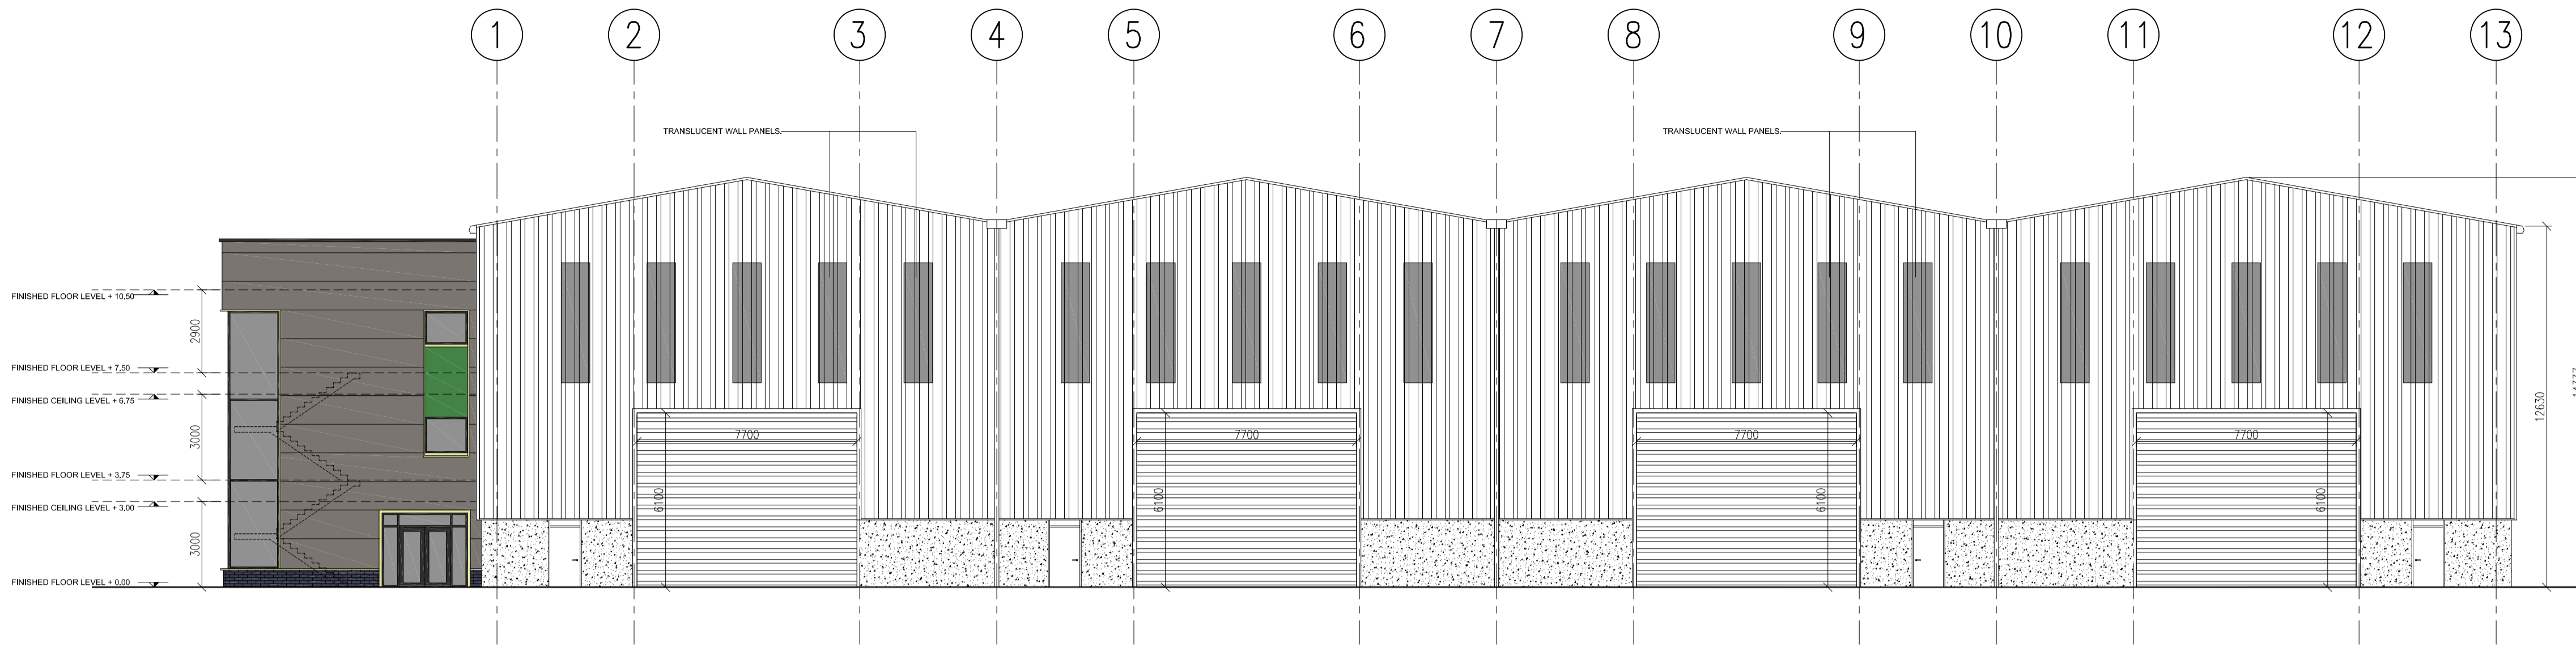 1 2 3 4 5 6 7 8 9 10 11 12 13
TRANSLUCENT WALL PANELS. TRANSLUCENT WALL PANELS.
FINISHED FLOOR LEVEL + 10,50
2900
FINISHED FLOOR LEVEL + 7,50
FINISHED CEILING LEVEL + 6,75
12630
7700 7700 7700 7700
3000
FINISHED FLOOR LEVEL + 3,75
6100 6100 6100 6100
FINISHED CEILING LEVEL + 3,00
3000
FINISHED FLOOR LEVEL + 0,00